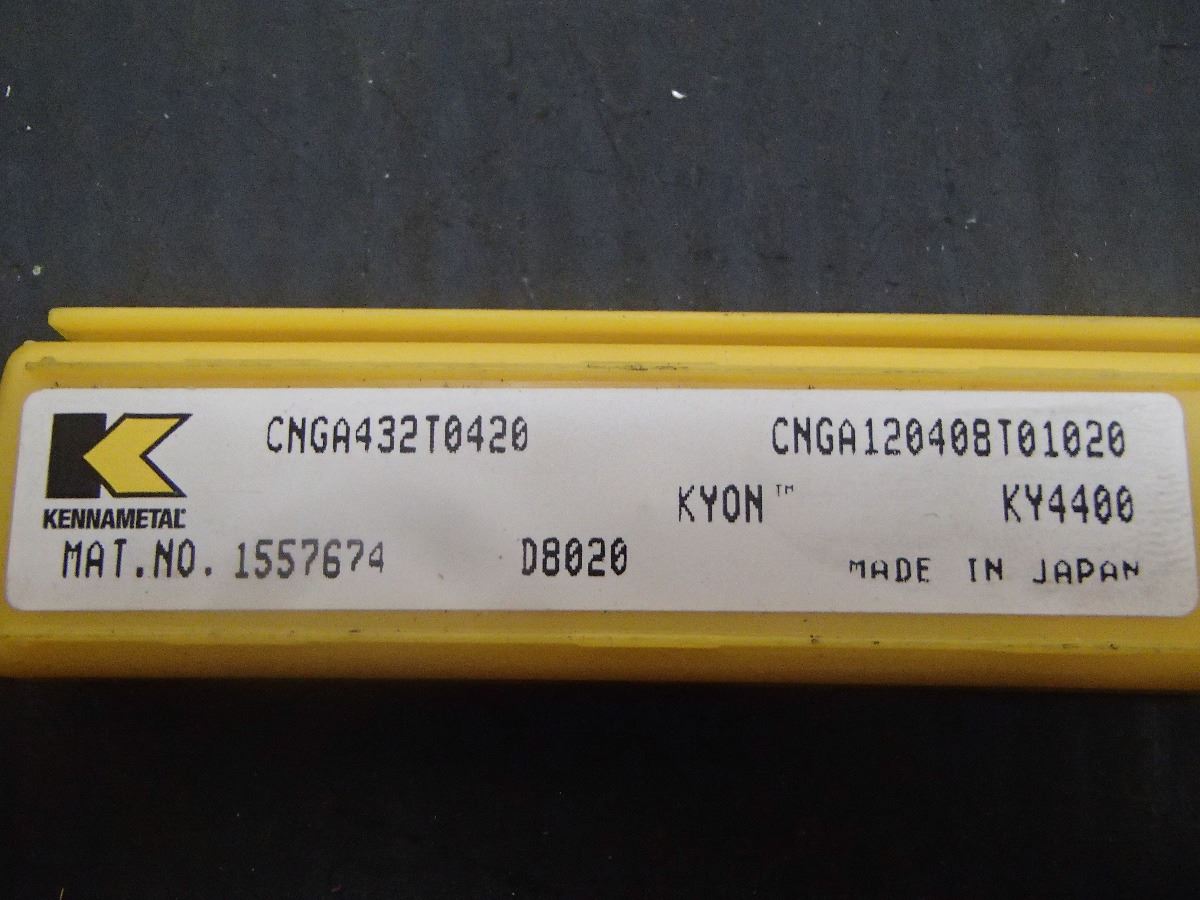 CNGA432T0420 CNGA120408T01020
KENNAMETAL KYON™ KY4400
MAT.NO. 1557674 D8020 MADE IN JAPAN